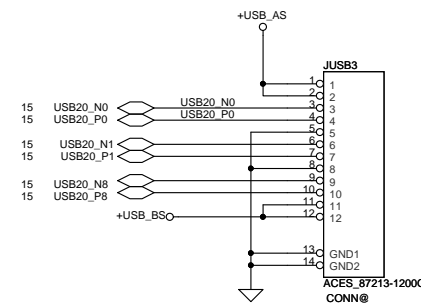 +USB_AS
JUSB3
1 1
2 2
15 USB20_N0 USB20_N0 3 3
15 USB20_P0 USB20_P0 4 4
5 5
15 USB20_N1 6 6
15 USB20_P1 7 7
8 8
15 USB20_N8 9 9
15 USB20_P8 10 10
11 11
+USB_BS 12 12
13 GND1
14 GND2
ACES_87213-1200G
CONN@